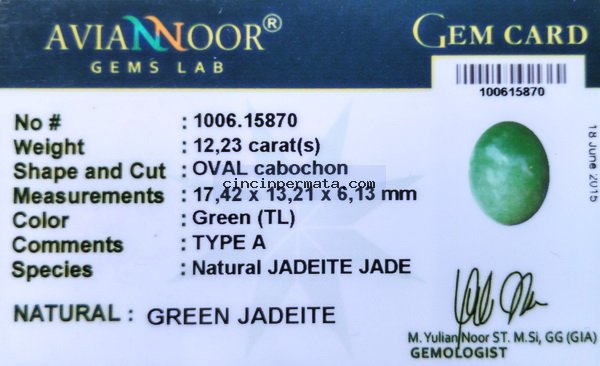 AVIANNOOR®
GEMS LAB
GEM CARD
100615870
No # : 1006.15870
Weight : 12,23 carat(s)
Shape and Cut : OVAL cabochon
cincinpermata.com
Measurements : 17,42 x 13,21 x 6,13 mm
Color : Green (TL)
Comments : TYPE A
Species : Natural JADEITE JADE
18 June 2015
NATURAL : GREEN JADEITE
M. Yulian Noor ST. M.Si, GG (GIA)
GEMOLOGIST